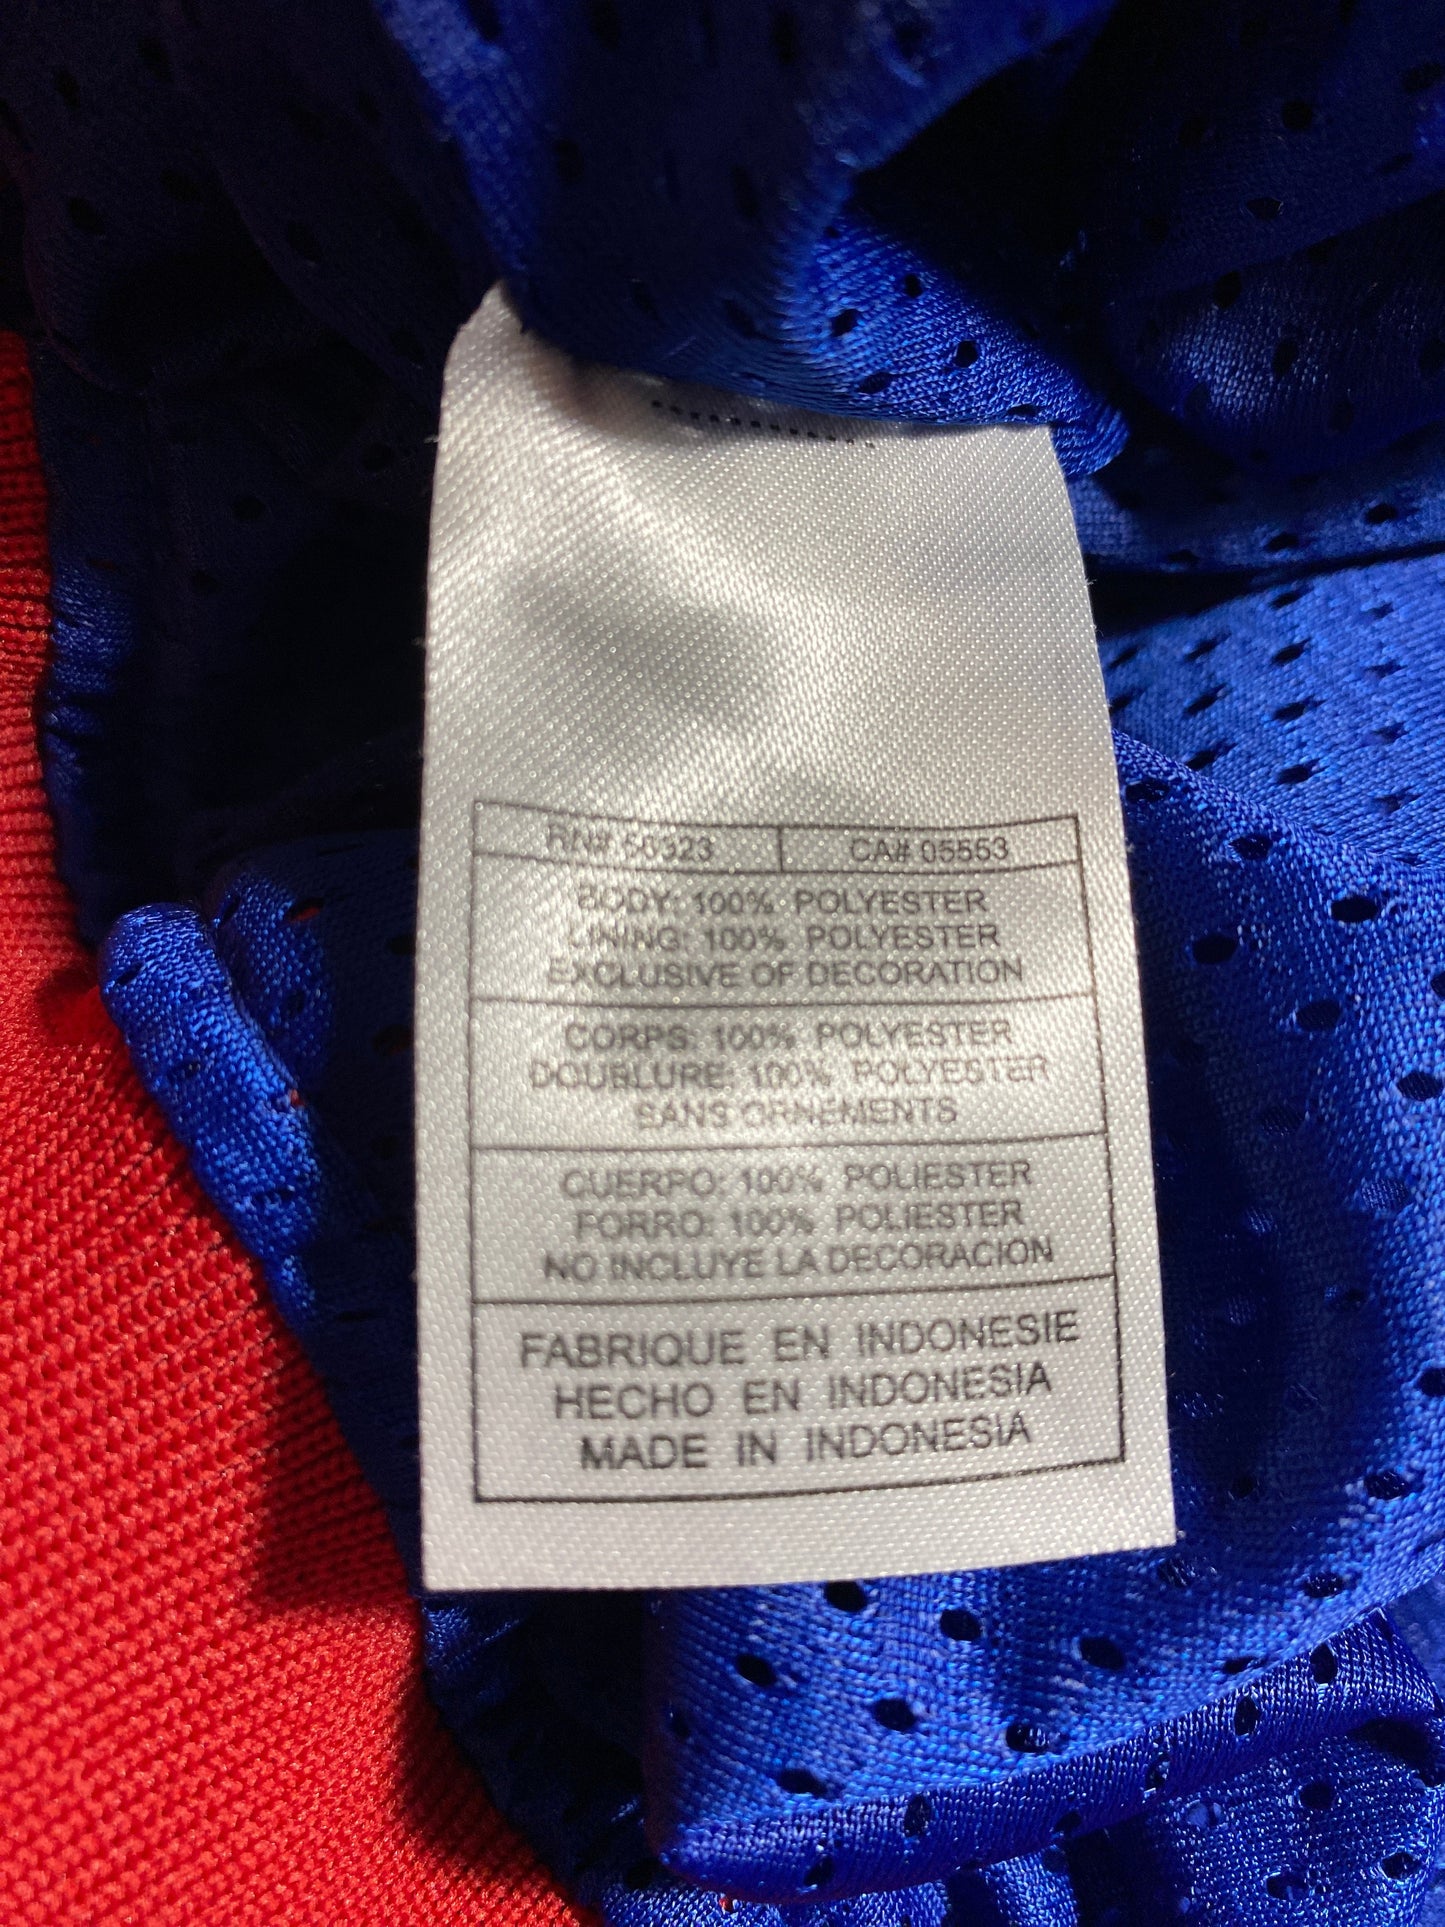 RN# 56323 CA# 05553
BODY: 100% POLYESTER
LINING: 100% POLYESTER
EXCLUSIVE OF DECORATION
CORPS: 100% POLYESTER
DOUBLURE: 100% POLYESTER
SANS ORNEMENTS
CUERPO: 100% POLIESTER
FORRO: 100% POLIESTER
NO INCLUYE LA DECORACION
FABRIQUE EN INDONESIE
HECHO EN INDONESIA
MADE IN INDONESIA